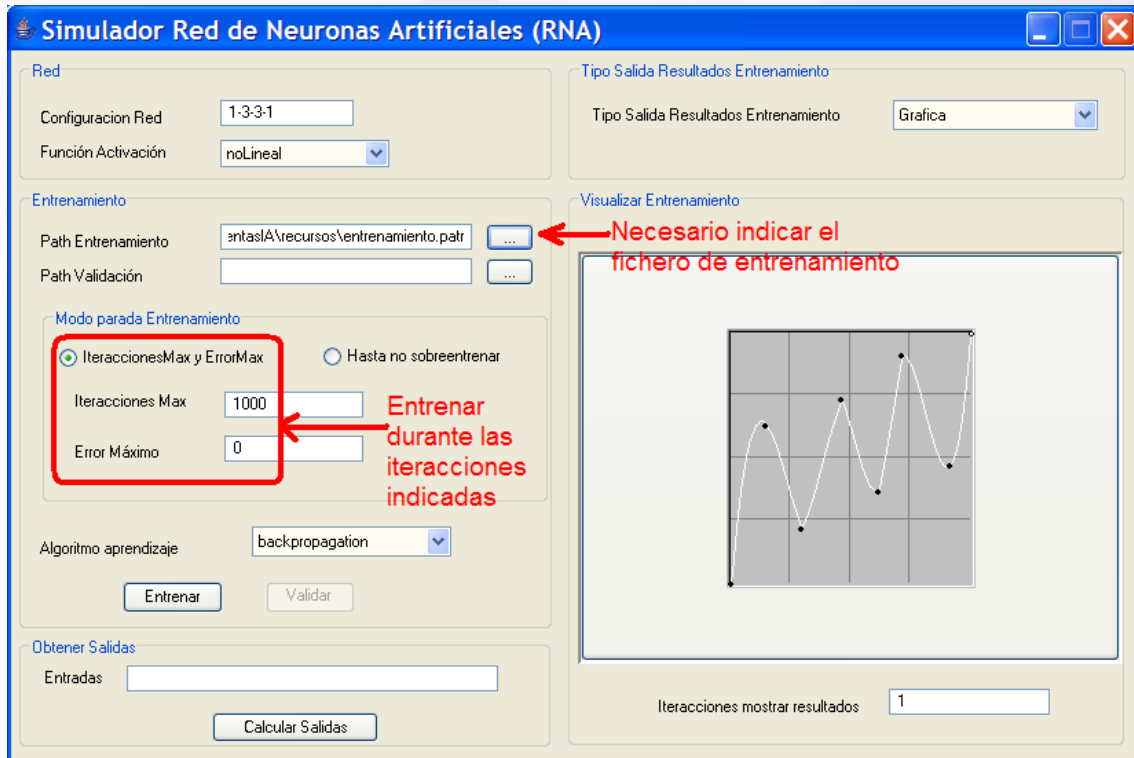 Simulador Red de Neuronas Artificiales (RNA)
Red
Configuracion Red
1-3-3-1
Función Activación
noLineal
Tipo Salida Resultados Entrenamiento
Tipo Salida Resultados Entrenamiento
Grafica
Entrenamiento
Path Entrenamiento
entasIA\recursos\entrenamiento.patr
...
Path Validación
...
Modo parada Entrenamiento
IteraccionesMax y ErrorMax
Hasta no sobreentrenar
Iteracciones Max
1000
Error Máximo
0
Entrenar
durante las
iteracciones
indicadas
Algoritmo aprendizaje
backpropagation
Entrenar
Validar
Obtener Salidas
Entradas
Calcular Salidas
Visualizar Entrenamiento
Necesario indicar el
fichero de entrenamiento
Iteracciones mostrar resultados
1